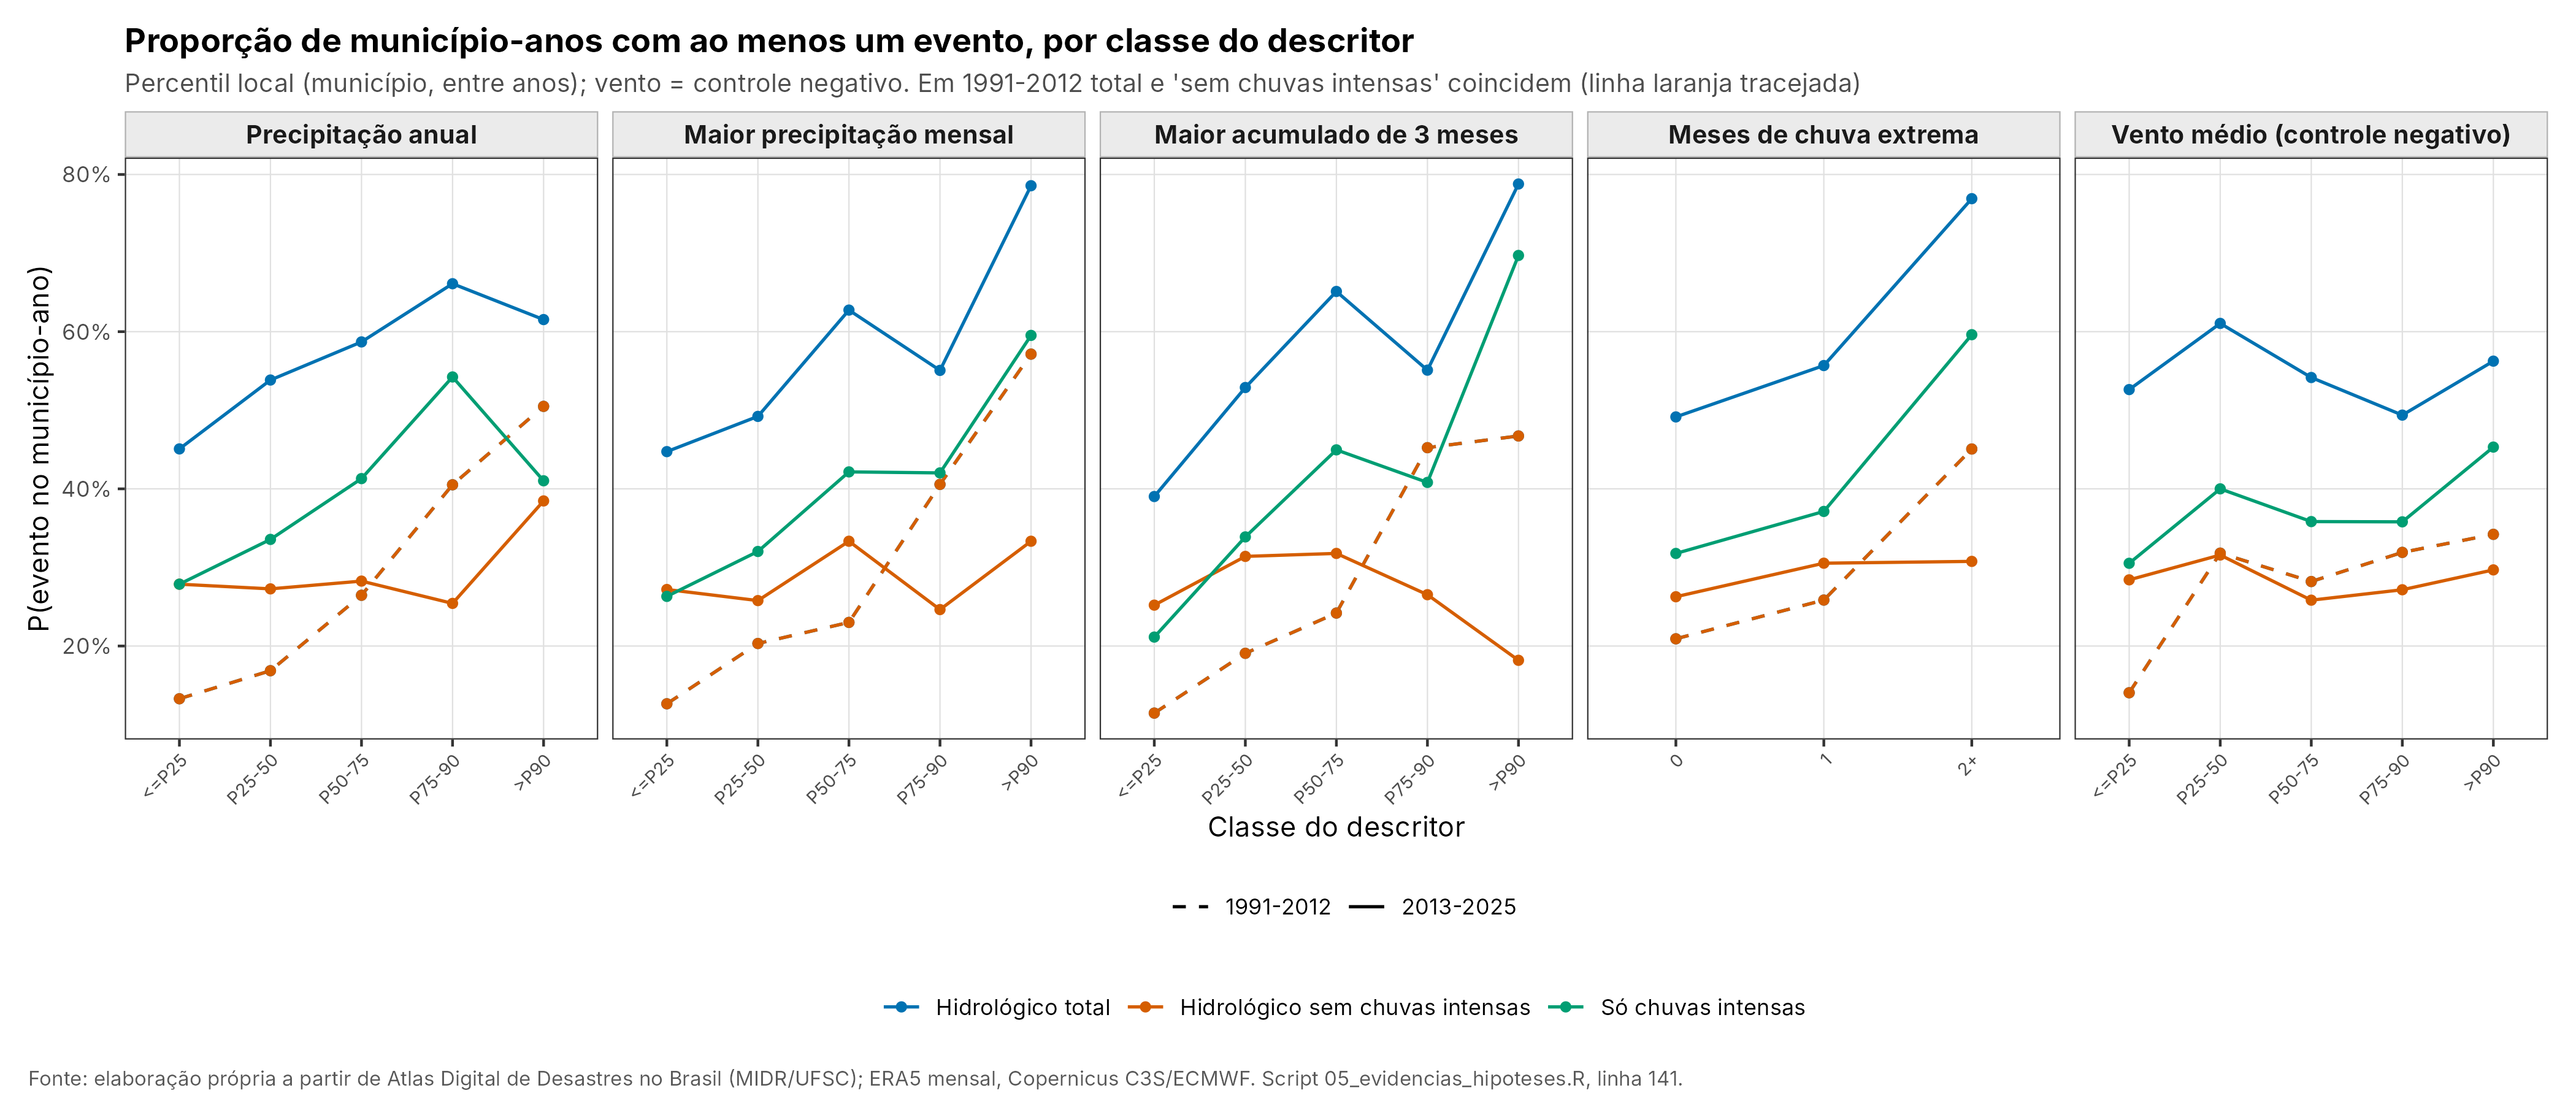 Proporção de município-anos com ao menos um evento, por classe do descritor
Percentil local (município, entre anos); vento = controle negativo. Em 1991-2012 total e 'sem chuvas intensas' coincidem (linha laranja tracejada)
Precipitação anual
Maior precipitação mensal
Maior acumulado de 3 meses
Meses de chuva extrema
Vento médio (controle negativo)
P(evento no município-ano)
80%
60%
40%
20%
<=P25 P25-50 P50-75 P75-90 >P90
<=P25 P25-50 P50-75 P75-90 >P90
<=P25 P25-50 P50-75 P75-90 >P90
0 1 2+
<=P25 P25-50 P50-75 P75-90 >P90
Classe do descritor
1991-2012 2013-2025
Hidrológico total Hidrológico sem chuvas intensas Só chuvas intensas
Fonte: elaboração própria a partir de Atlas Digital de Desastres no Brasil (MIDR/UFSC); ERA5 mensal, Copernicus C3S/ECMWF. Script 05_evidencias_hipoteses.R, linha 141.